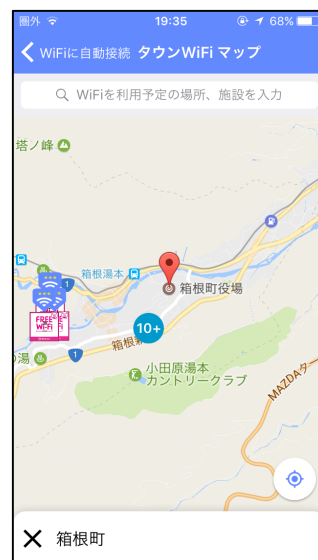 圏外 19:35 68%
WiFiに自動接続 タウンWiFi マップ
WiFiを利用予定の場所、施設を入力
塔ノ峰
箱根湯本
箱根町役場
1
FREE Wi-Fi
10+
の湯
1
小田原湯本
カントリークラブ
MAZDAタ
箱根町